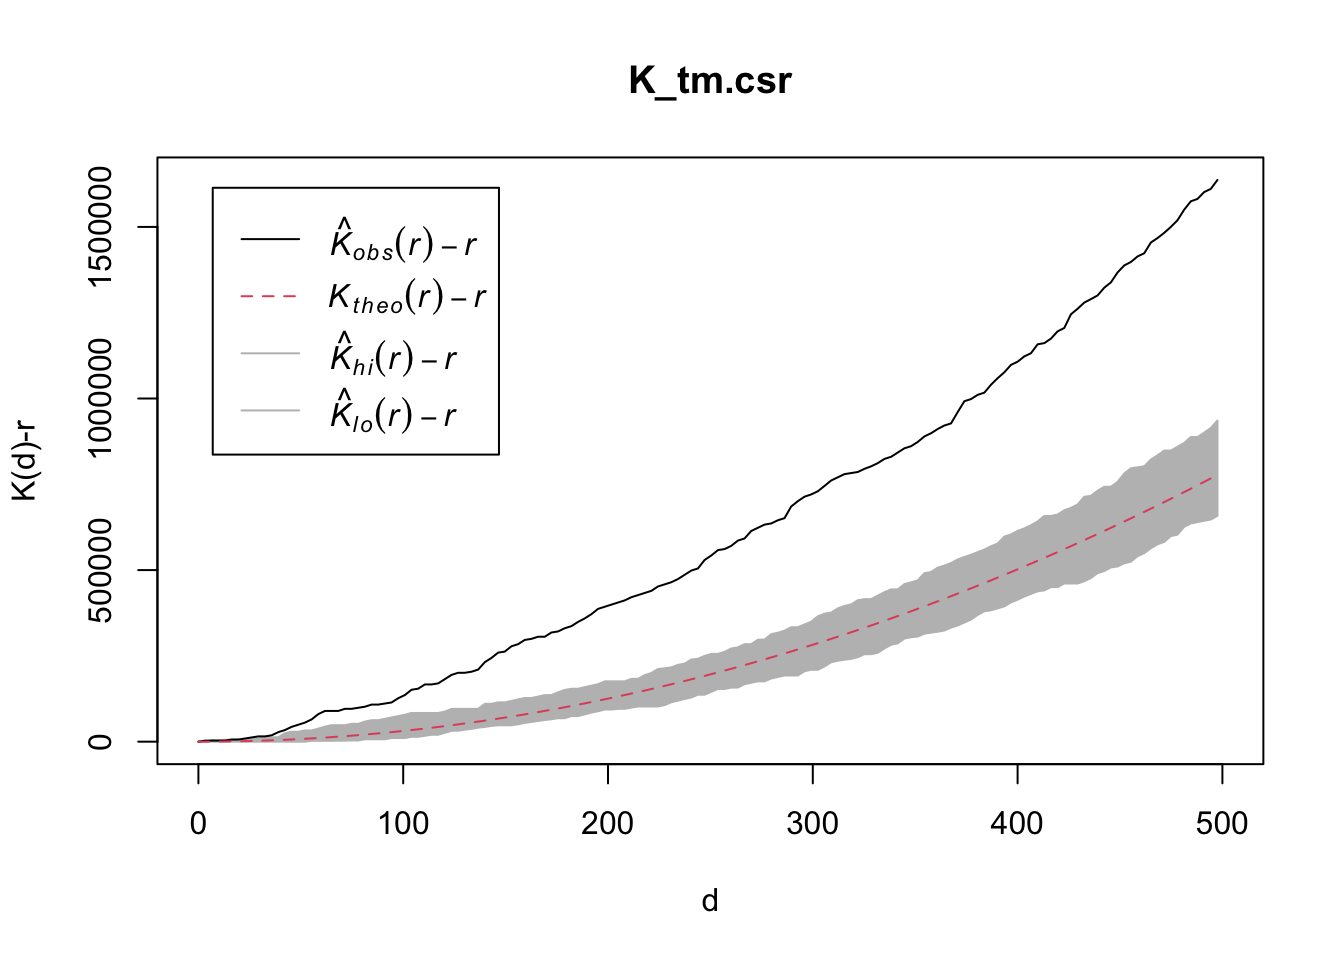 K_tm.csr
K̂obs(r) − r
Ktheo(r) − r
K̂hi(r) − r
K̂lo(r) − r
K(d)-r
1500000
1000000
500000
0
0 100 200 300 400 500
d